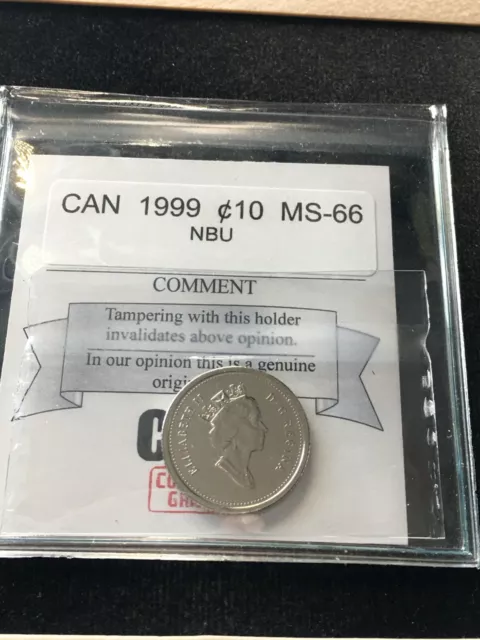 CAN 1999 ¢10 MS-66
NBU
COMMENT
Tampering with this holder
invalidates above opinion.
In our opinion this is a genuine
ELIZABETH II D·G·REGINA